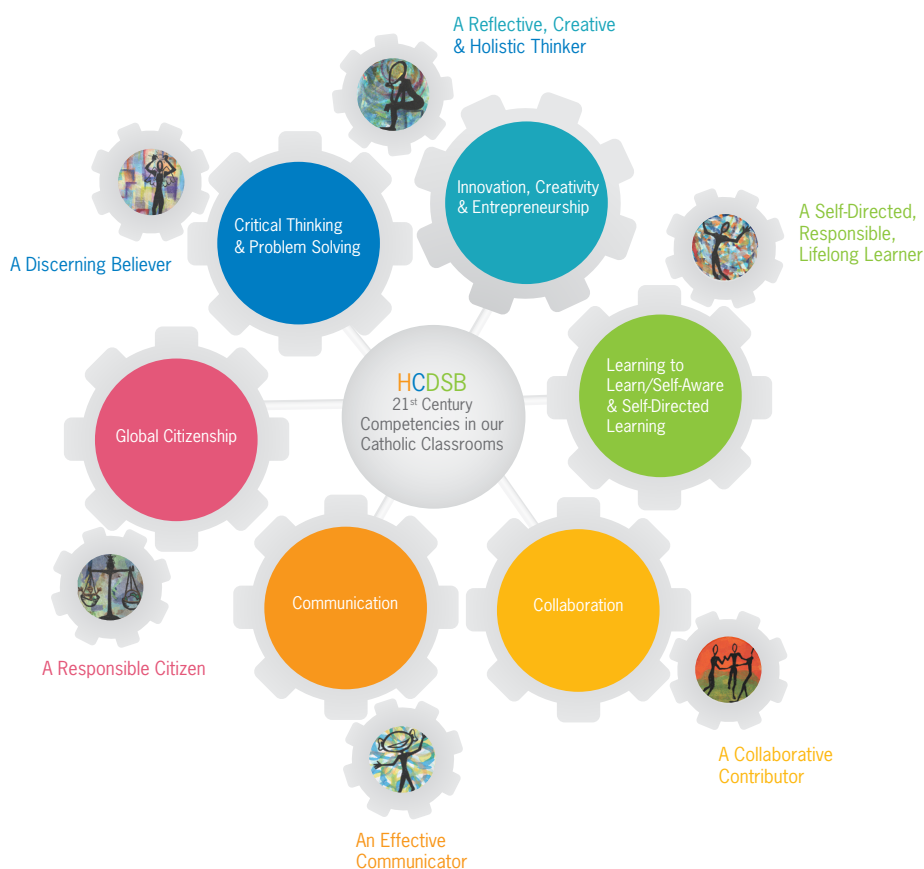 A Reflective, Creative
& Holistic Thinker
Innovation, Creativity
& Entrepreneurship
Critical Thinking
& Problem Solving
A Self-Directed,
Responsible,
Lifelong Learner
A Discerning Believer
Learning to
Learn/Self-Aware
& Self-Directed
Learning
HCDSB
21st Century
Competencies in our
Catholic Classrooms
Global Citizenship
Communication
Collaboration
A Responsible Citizen
A Collaborative
Contributor
An Effective
Communicator